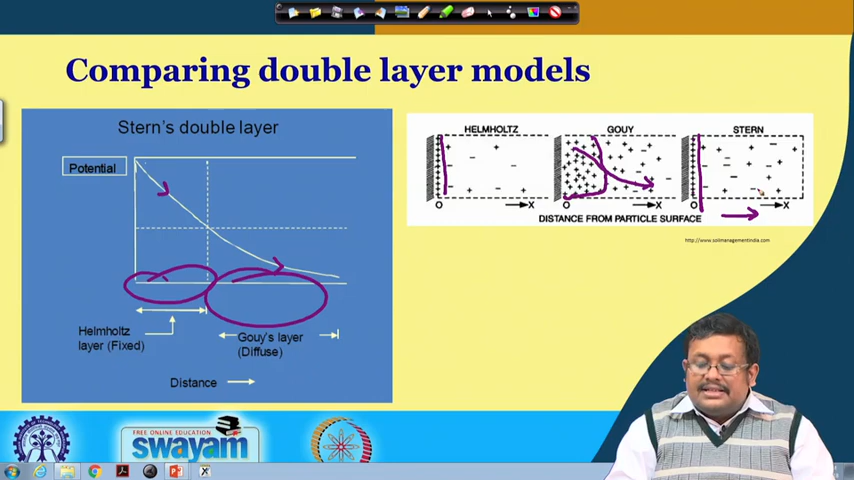 Comparing double layer models
Stern's double layer
Potential
Helmholtz
layer (Fixed)
Gouy's layer
(Diffuse)
Distance
HELMHOLTZ
GOUY
STERN
O
X
O
X
O
X
DISTANCE FROM PARTICLE SURFACE
http://www.soilmanagementindia.com
FREE ONLINE EDUCATION
swayam